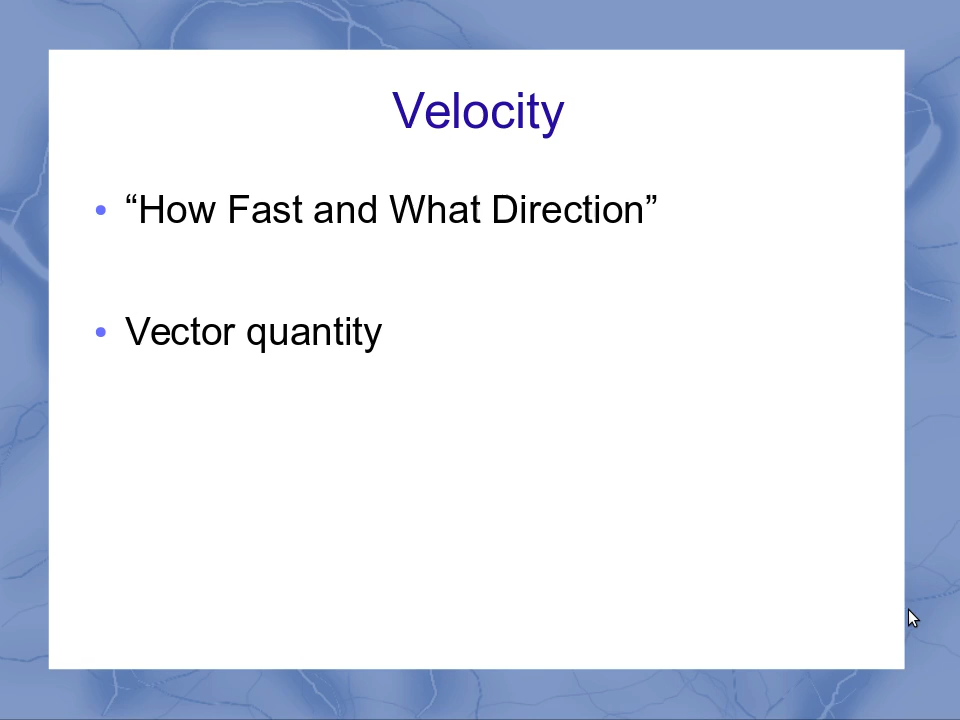 Velocity
• “How Fast and What Direction”
• Vector quantity